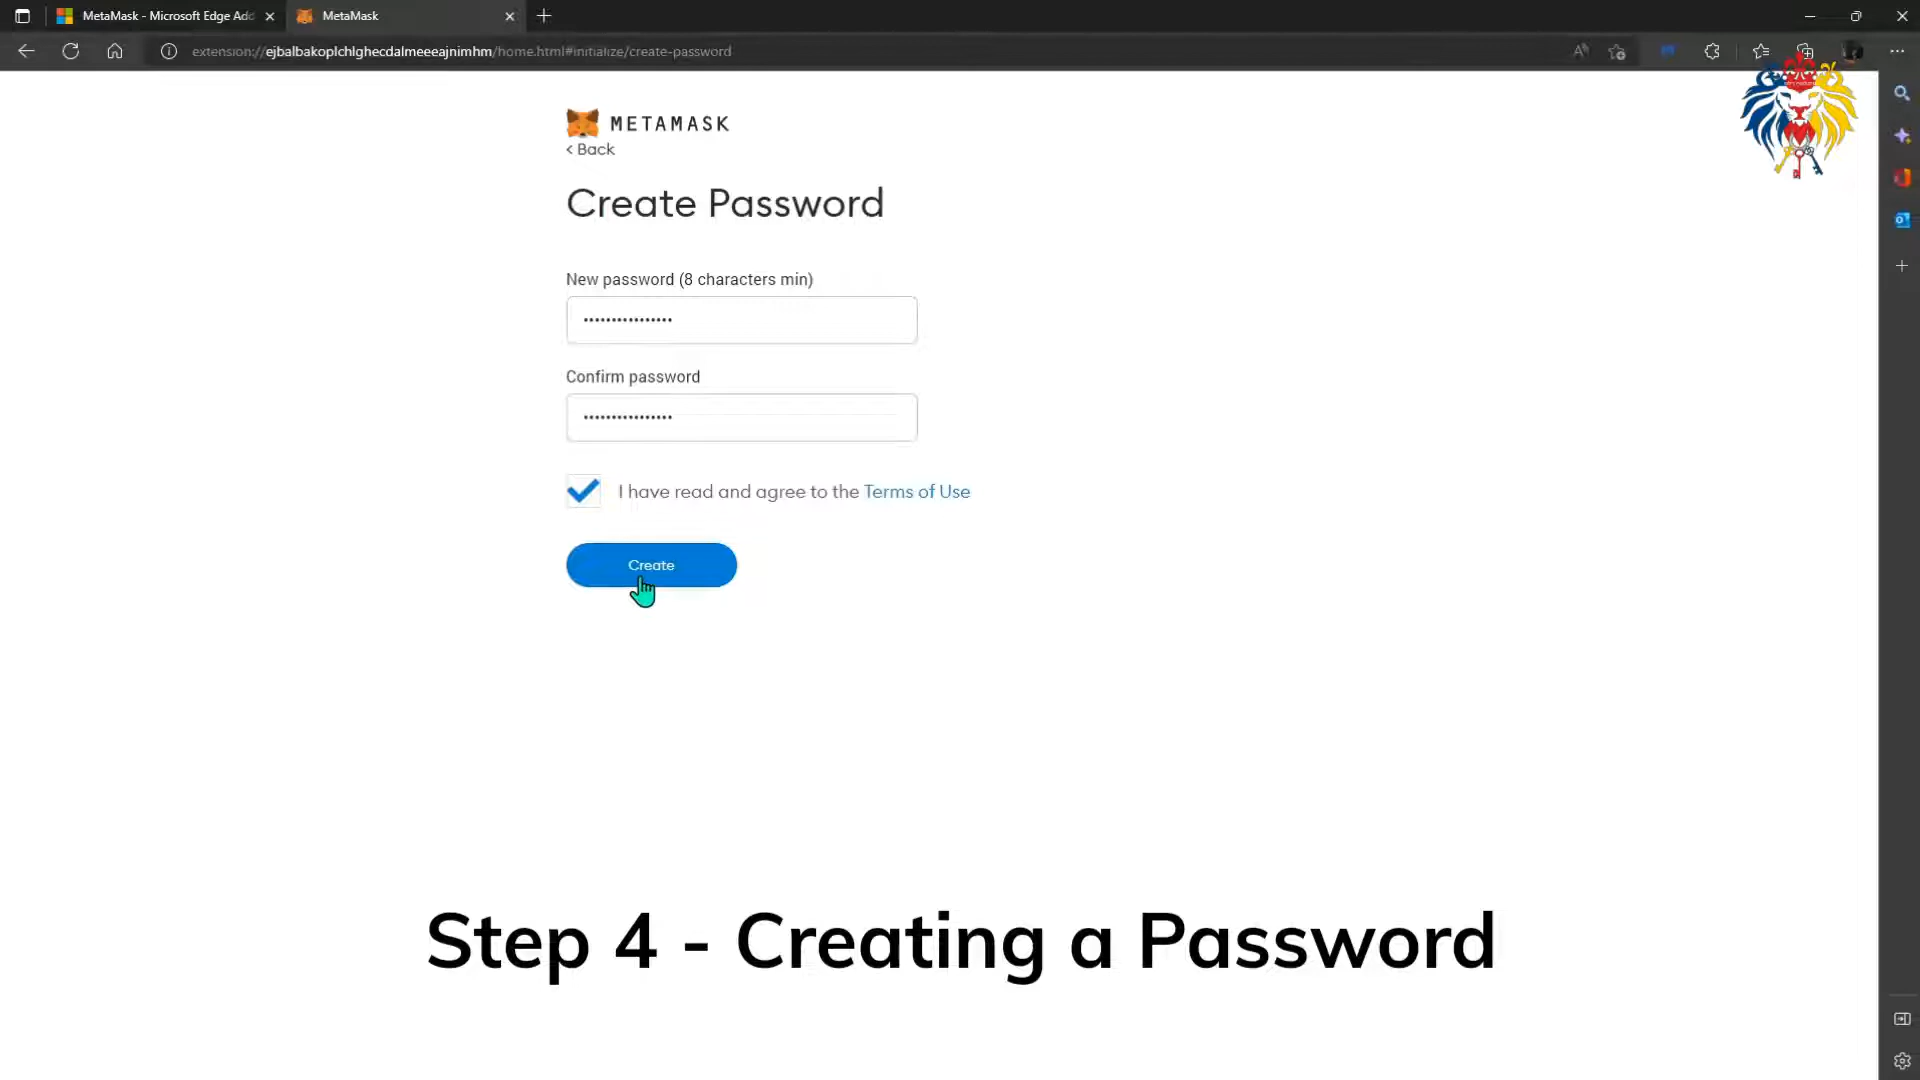 MetaMask - Microsoft Edge Add
MetaMask
extension://ejbalbakoplchlghecdalmeeeajnimhm/home.html#initialize/create-password
METAMASK
< Back
Create Password
New password (8 characters min)
••••••••••••••••
Confirm password
••••••••••••••••
I have read and agree to the Terms of Use
Create
Step 4 - Creating a Password